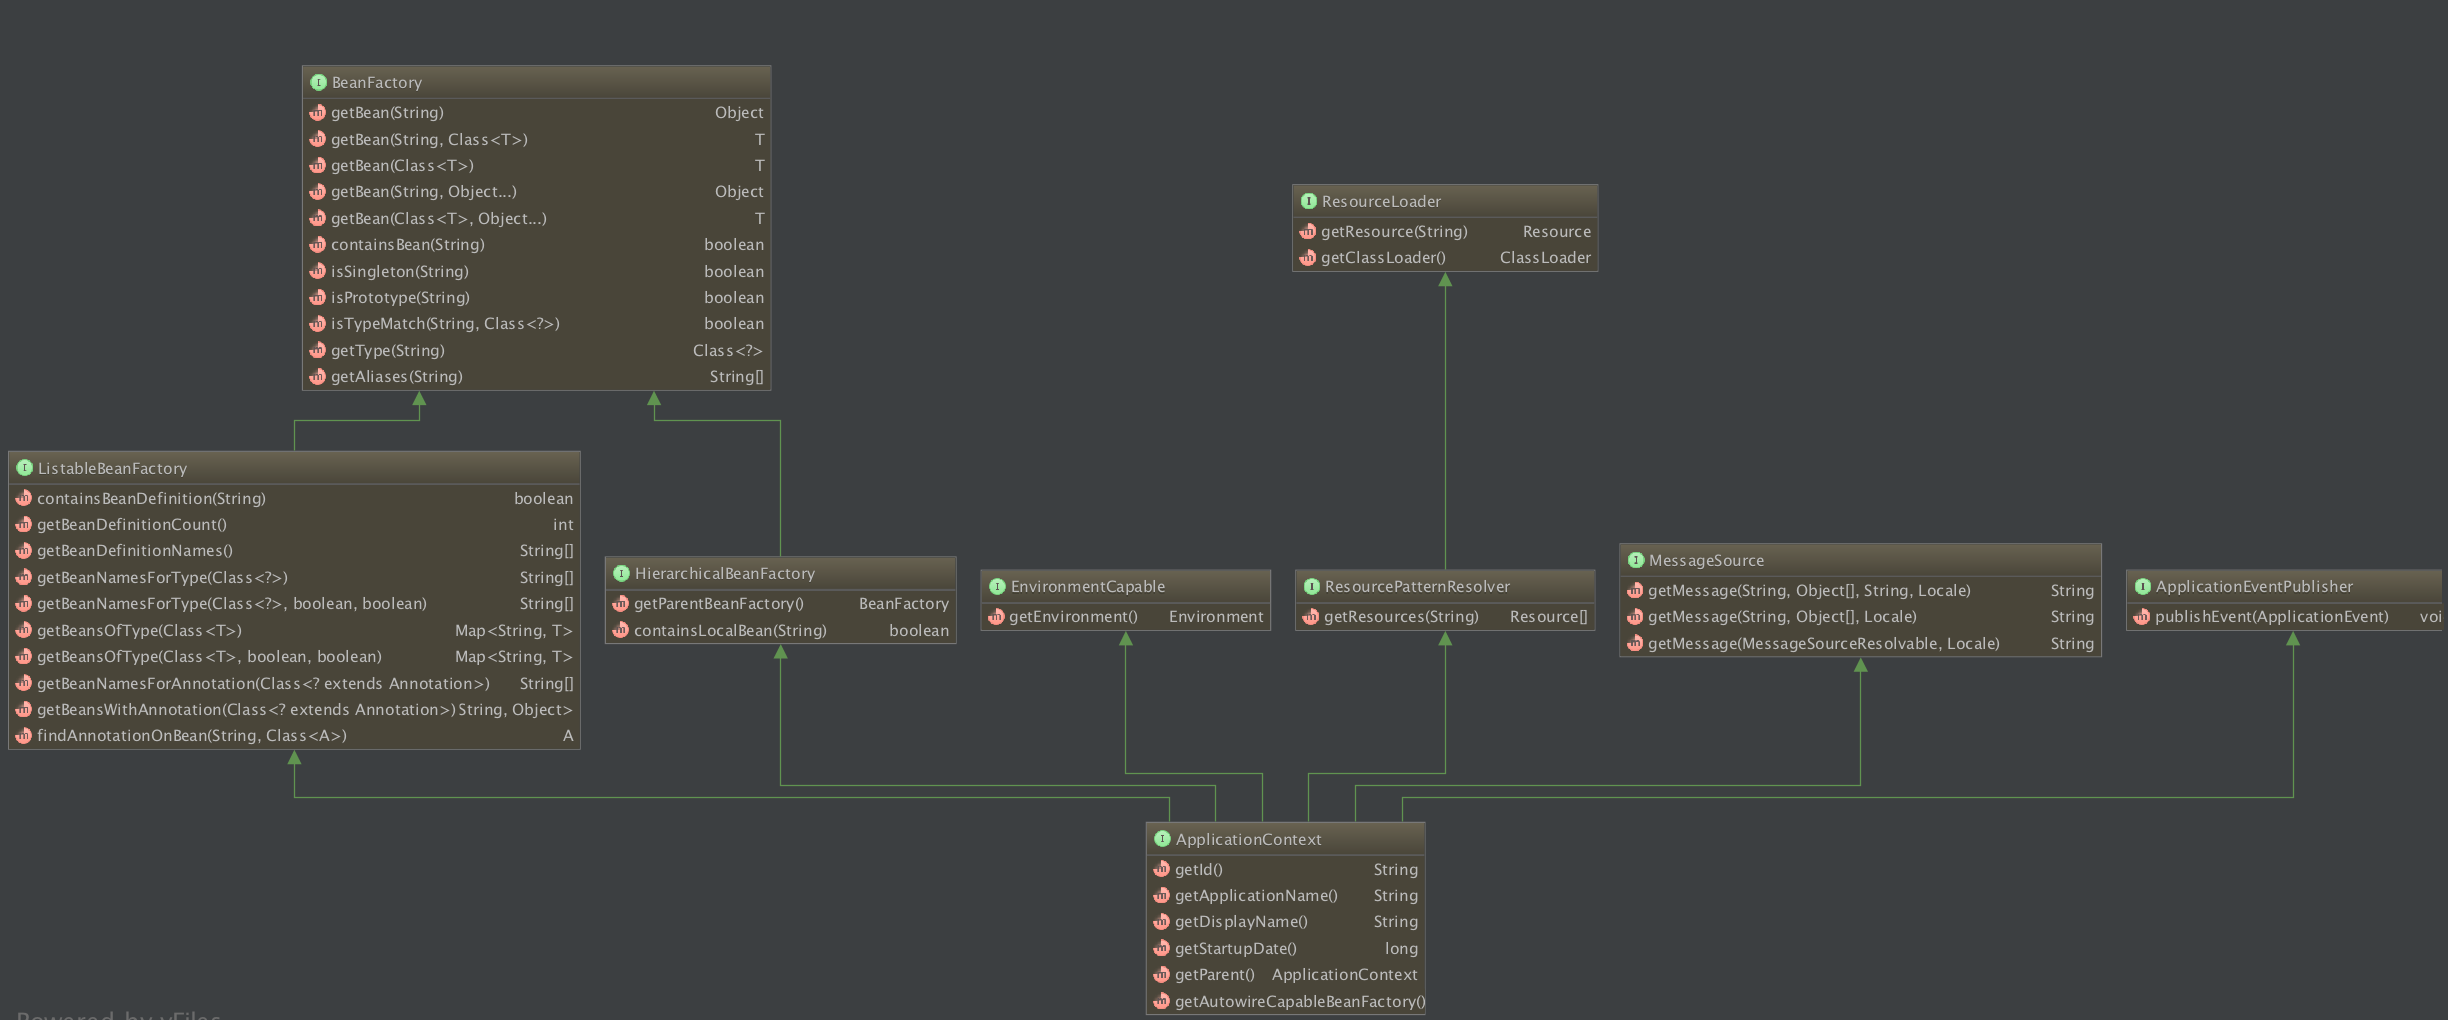 BeanFactory
getBean(String) Object
getBean(String, Class<T>) T
getBean(Class<T>) T
getBean(String, Object...) Object
getBean(Class<T>, Object...) T
containsBean(String) boolean
isSingleton(String) boolean
isPrototype(String) boolean
isTypeMatch(String, Class<?>) boolean
getType(String) Class<?>
getAliases(String) String[]
ResourceLoader
getResource(String) Resource
getClassLoader() ClassLoader
ListableBeanFactory
containsBeanDefinition(String) boolean
getBeanDefinitionCount() int
getBeanDefinitionNames() String[]
getBeanNamesForType(Class<?>) String[]
getBeanNamesForType(Class<?>, boolean, boolean) String[]
getBeansOfType(Class<T>) Map<String, T>
getBeansOfType(Class<T>, boolean, boolean) Map<String, T>
getBeanNamesForAnnotation(Class<? extends Annotation>) String[]
getBeansWithAnnotation(Class<? extends Annotation>) String, Object>
findAnnotationOnBean(String, Class<A>) A
HierarchicalBeanFactory
getParentBeanFactory() BeanFactory
containsLocalBean(String) boolean
EnvironmentCapable
getEnvironment() Environment
ResourcePatternResolver
getResources(String) Resource[]
MessageSource
getMessage(String, Object[], String, Locale) String
getMessage(String, Object[], Locale) String
getMessage(MessageSourceResolvable, Locale) String
ApplicationEventPublisher
publishEvent(ApplicationEvent) voi
ApplicationContext
getId() String
getApplicationName() String
getDisplayName() String
getStartupDate() long
getParent() ApplicationContext
getAutowireCapableBeanFactory()
Powered by yFiles